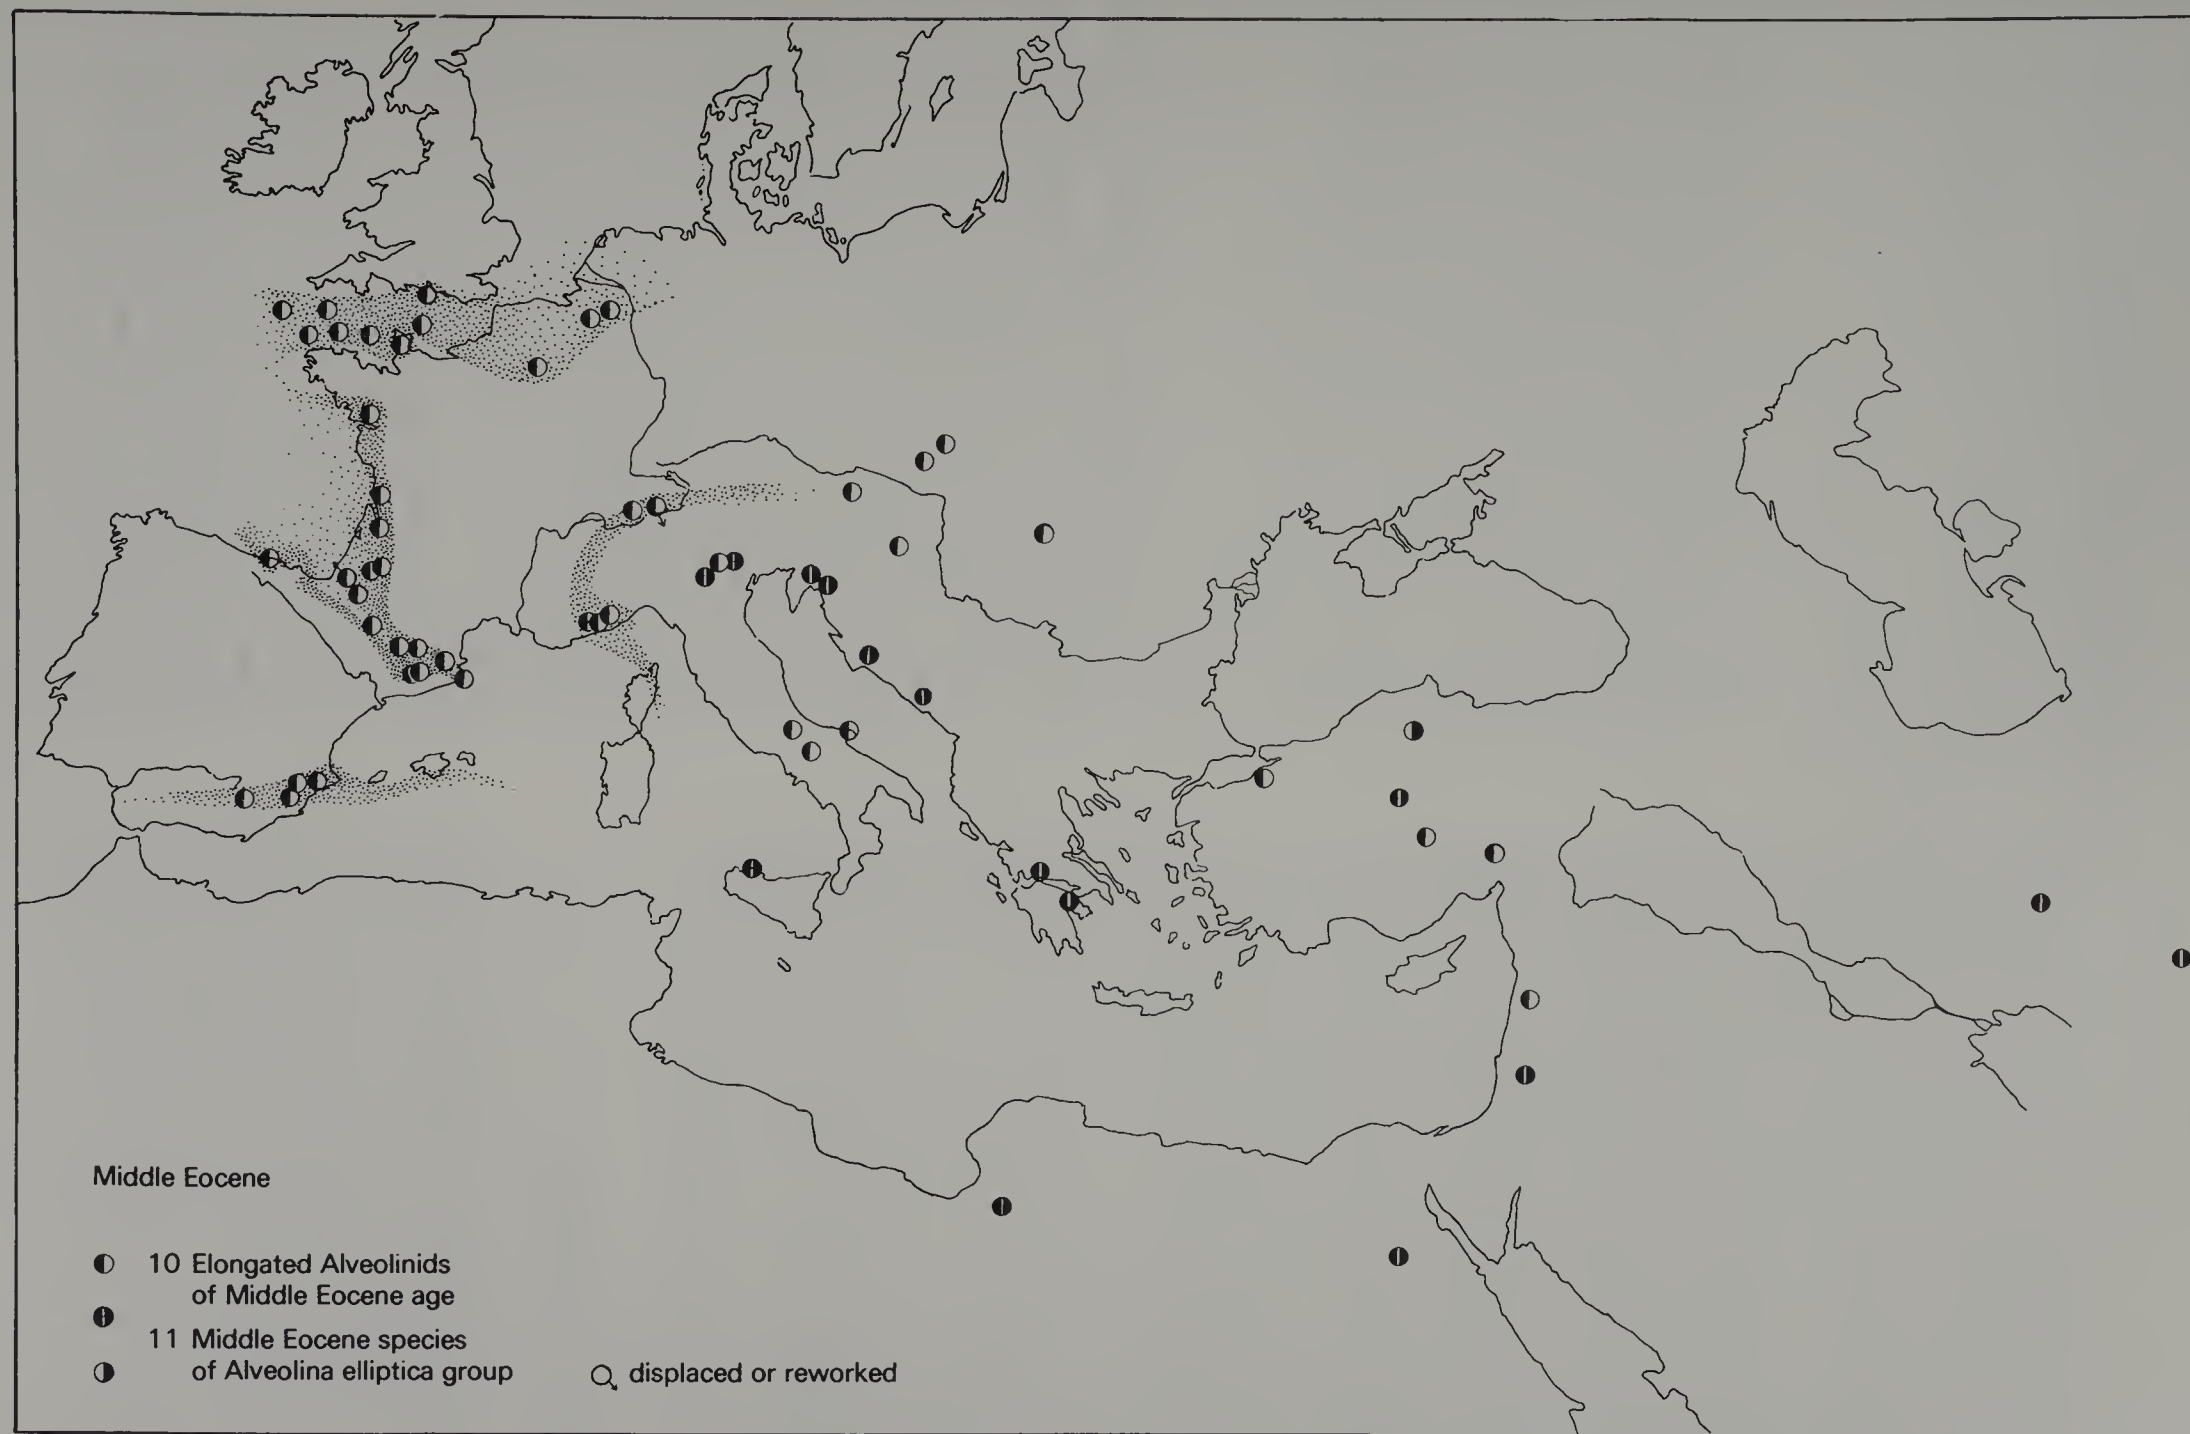 Middle Eocene
10 Elongated Alveolinids
of Middle Eocene age
11 Middle Eocene species
of Alveolina elliptica group
displaced or reworked